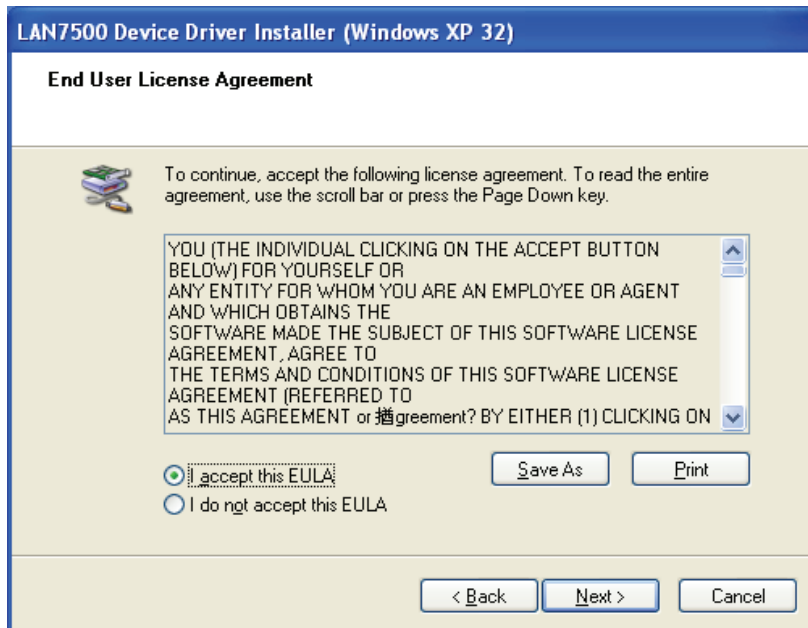 LAN7500 Device Driver Installer (Windows XP 32)
End User License Agreement
To continue, accept the following license agreement. To read the entire
agreement, use the scroll bar or press the Page Down key.
YOU (THE INDIVIDUAL CLICKING ON THE ACCEPT BUTTON
BELOW) FOR YOURSELF OR
ANY ENTITY FOR WHOM YOU ARE AN EMPLOYEE OR AGENT
AND WHICH OBTAINS THE
SOFTWARE MADE THE SUBJECT OF THIS SOFTWARE LICENSE
AGREEMENT, AGREE TO
THE TERMS AND CONDITIONS OF THIS SOFTWARE LICENSE
AGREEMENT (REFERRED TO
AS THIS AGREEMENT or 揂greement? BY EITHER (1) CLICKING ON
I accept this EULA
Save As
Print
I do not accept this EULA
< Back
Next >
Cancel